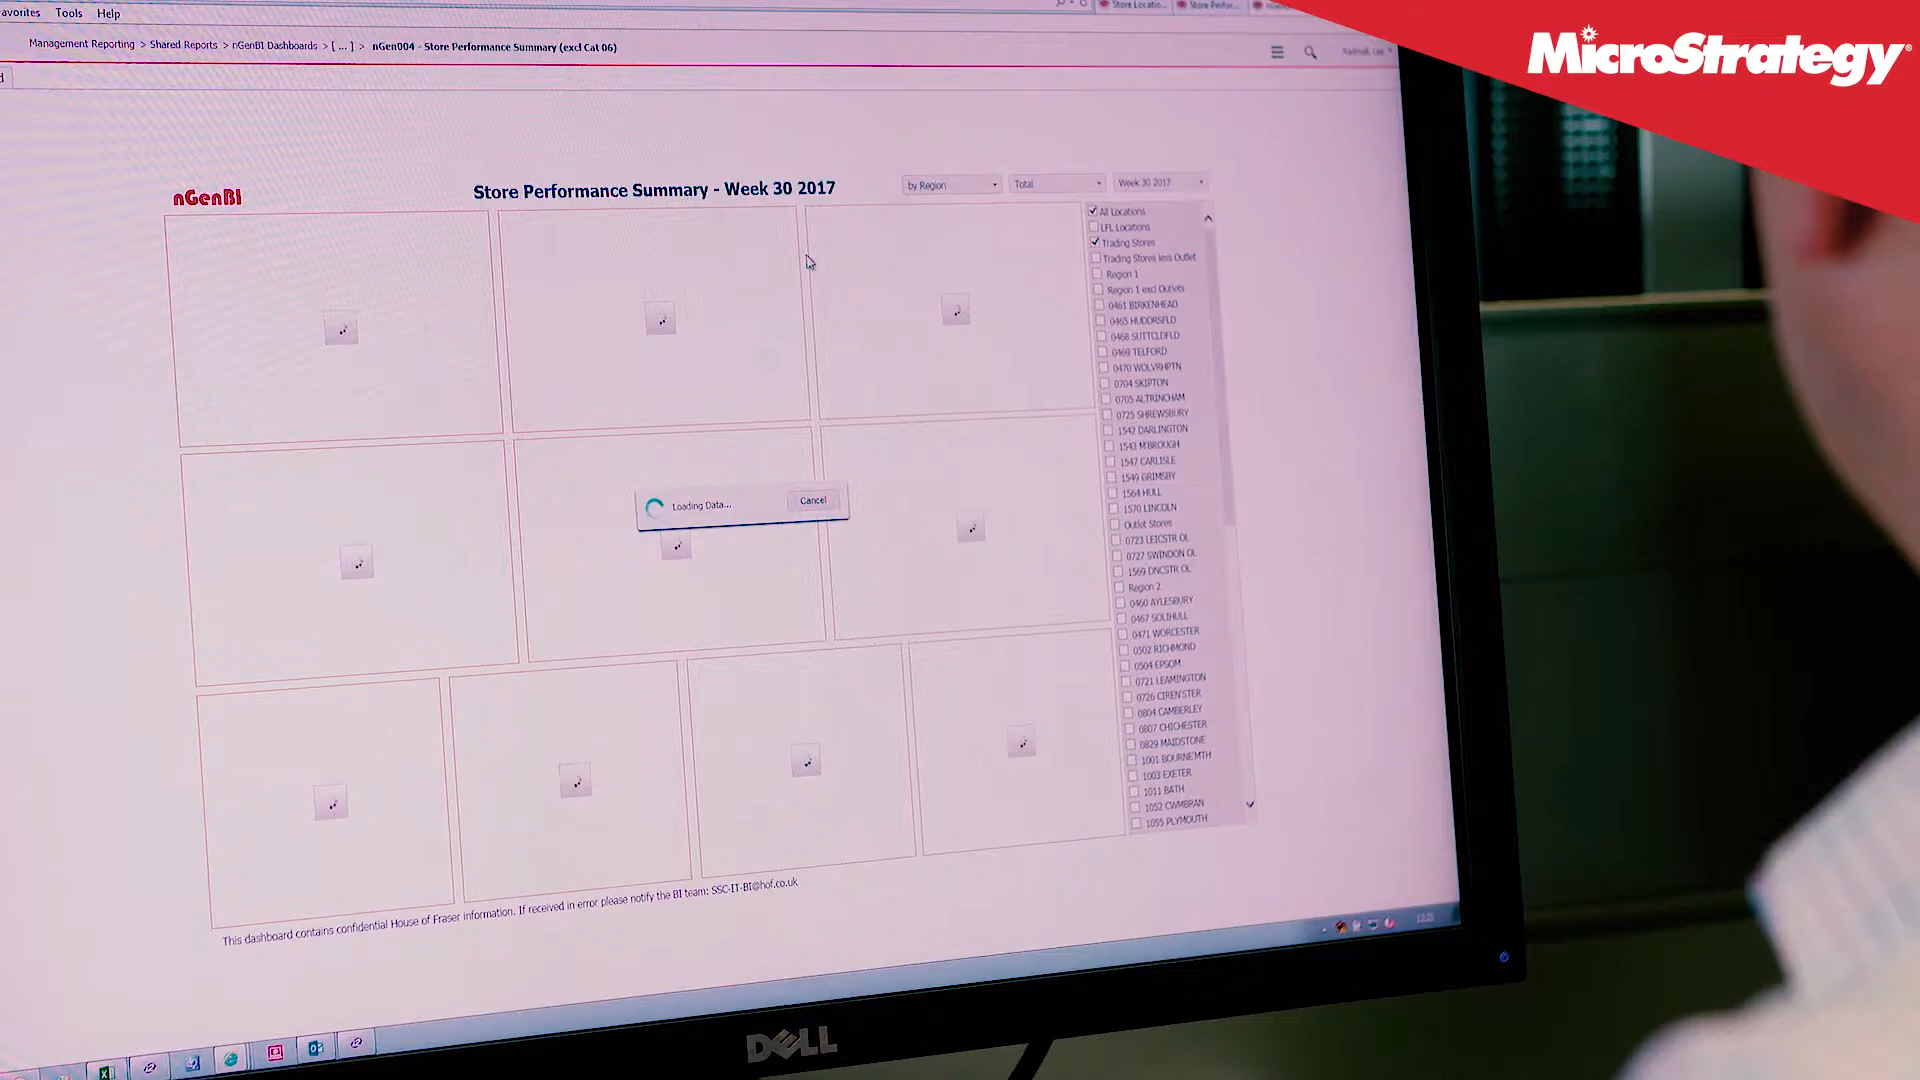 MicroStrategy
Favorites Tools Help
Store Locatio... Store Perfor...
Management Reporting > Shared Reports > nGenBI Dashboards > [ ... ] > nGen004 - Store Performance Summary (excl Cat 06)
nGenBI
Store Performance Summary - Week 30 2017
by Region
Total
Week 30 2017
All Locations
LFL Locations
Trading Stores
Trading Stores less Outlet
Region 1
Region 1 excl Outlets
0461 BIRKENHEAD
0465 HUDDRSFLD
0468 SUTTCLDFLD
0469 TELFORD
0470 WOLVRHPTN
0704 SKIPTON
0705 ALTRINCHAM
0725 SHREWSBURY
1542 DARLINGTON
1543 M'BROUGH
1547 CARLISLE
1549 GRIMSBY
1564 HULL
1570 LINCOLN
Outlet Stores
0723 LEICSTR OL
0727 SWINDON OL
1569 DNCSTR OL
Region 2
0460 AYLESBURY
0467 SOLIHULL
0471 WORCESTER
0502 RICHMOND
0504 EPSOM
0721 LEAMINGTON
0726 CIREN'STER
0804 CAMBERLEY
0807 CHICHESTER
0829 MAIDSTONE
1001 BOURNE'MTH
1003 EXETER
1011 BATH
1052 CWMBRAN
1055 PLYMOUTH
Loading Data...
Cancel
This dashboard contains confidential House of Fraser information. If received in error please notify the BI team: SSC-IT-BI@hof.co.uk
DELL